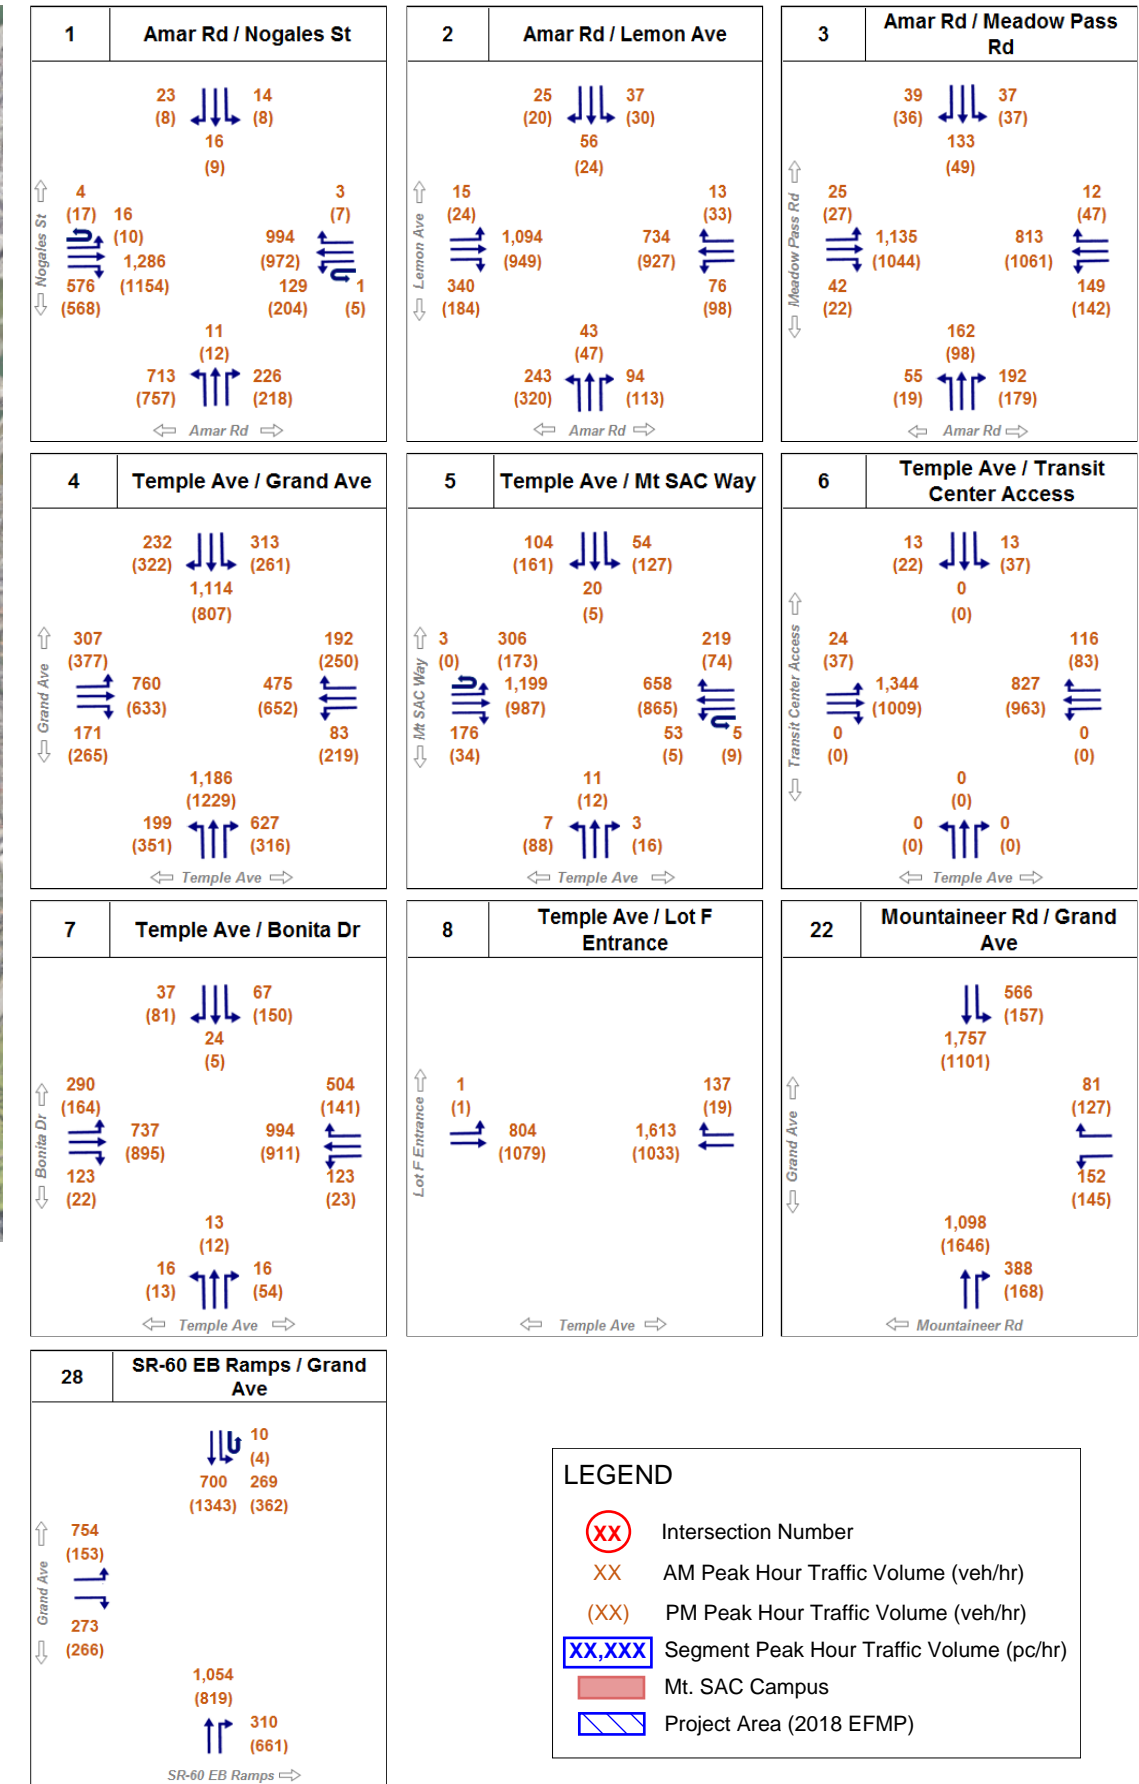 1 Amar Rd / Nogales St
23 14
(8) (8)
16
(9)
4
(17) 16
(10)
1,286
576 (1154)
(568)
3
(7)
994
(972)
129 1
(204) (5)
11
(12)
713 226
(757) (218)
Nogales St
Amar Rd
2 Amar Rd / Lemon Ave
25 37
(20) (30)
56
(24)
15 13
(24) (33)
1,094 734
(949) (927)
340 76
(184) (98)
43
(47)
243 94
(320) (113)
Lemon Ave
Amar Rd
3 Amar Rd / Meadow Pass
Rd
39 37
(36) (37)
133
(49)
25 12
(27) (47)
1,135 813
(1044) (1061)
42 149
(22) (142)
162
(98)
55 192
(19) (179)
Meadow Pass Rd
Amar Rd
4 Temple Ave / Grand Ave
232 313
(322) (261)
1,114
(807)
307 192
(377) (250)
760 475
(633) (652)
171 83
(265) (219)
1,186
(1229)
199 627
(351) (316)
Grand Ave
Temple Ave
5 Temple Ave / Mt SAC Way
104 54
(161) (127)
20
(5)
3 306 219
(0) (173) (74)
1,199 658
(987) (865)
176 53 5
(34) (5) (9)
11
(12)
7 3
(88) (16)
Mt SAC Way
Temple Ave
6 Temple Ave / Transit
Center Access
13 13
(22) (37)
0
(0)
24 116
(37) (83)
1,344 827
(1009) (963)
0 0
(0) (0)
0
(0)
0 0
(0) (0)
Transit Center Access
Temple Ave
7 Temple Ave / Bonita Dr
37 67
(81) (150)
24
(5)
290 504
(164) (141)
737 994
(895) (911)
123 123
(22) (23)
13
(12)
16 16
(13) (54)
Bonita Dr
Temple Ave
8 Temple Ave / Lot F
Entrance
1 137
(1) (19)
804 1,613
(1079) (1033)
Lot F Entrance
Temple Ave
22 Mountaineer Rd / Grand
Ave
566
(157)
1,757
(1101)
81
(127)
152
(145)
1,098
(1646)
388
(168)
Grand Ave
Mountaineer Rd
28 SR-60 EB Ramps / Grand
Ave
10
(4)
700 269
(1343) (362)
754
(153)
273
(266)
1,054
(819)
310
(661)
Grand Ave
SR-60 EB Ramps
LEGEND
XX Intersection Number
XX AM Peak Hour Traffic Volume (veh/hr)
(XX) PM Peak Hour Traffic Volume (veh/hr)
XX,XXX Segment Peak Hour Traffic Volume (pc/hr)
Mt. SAC Campus
Project Area (2018 EFMP)